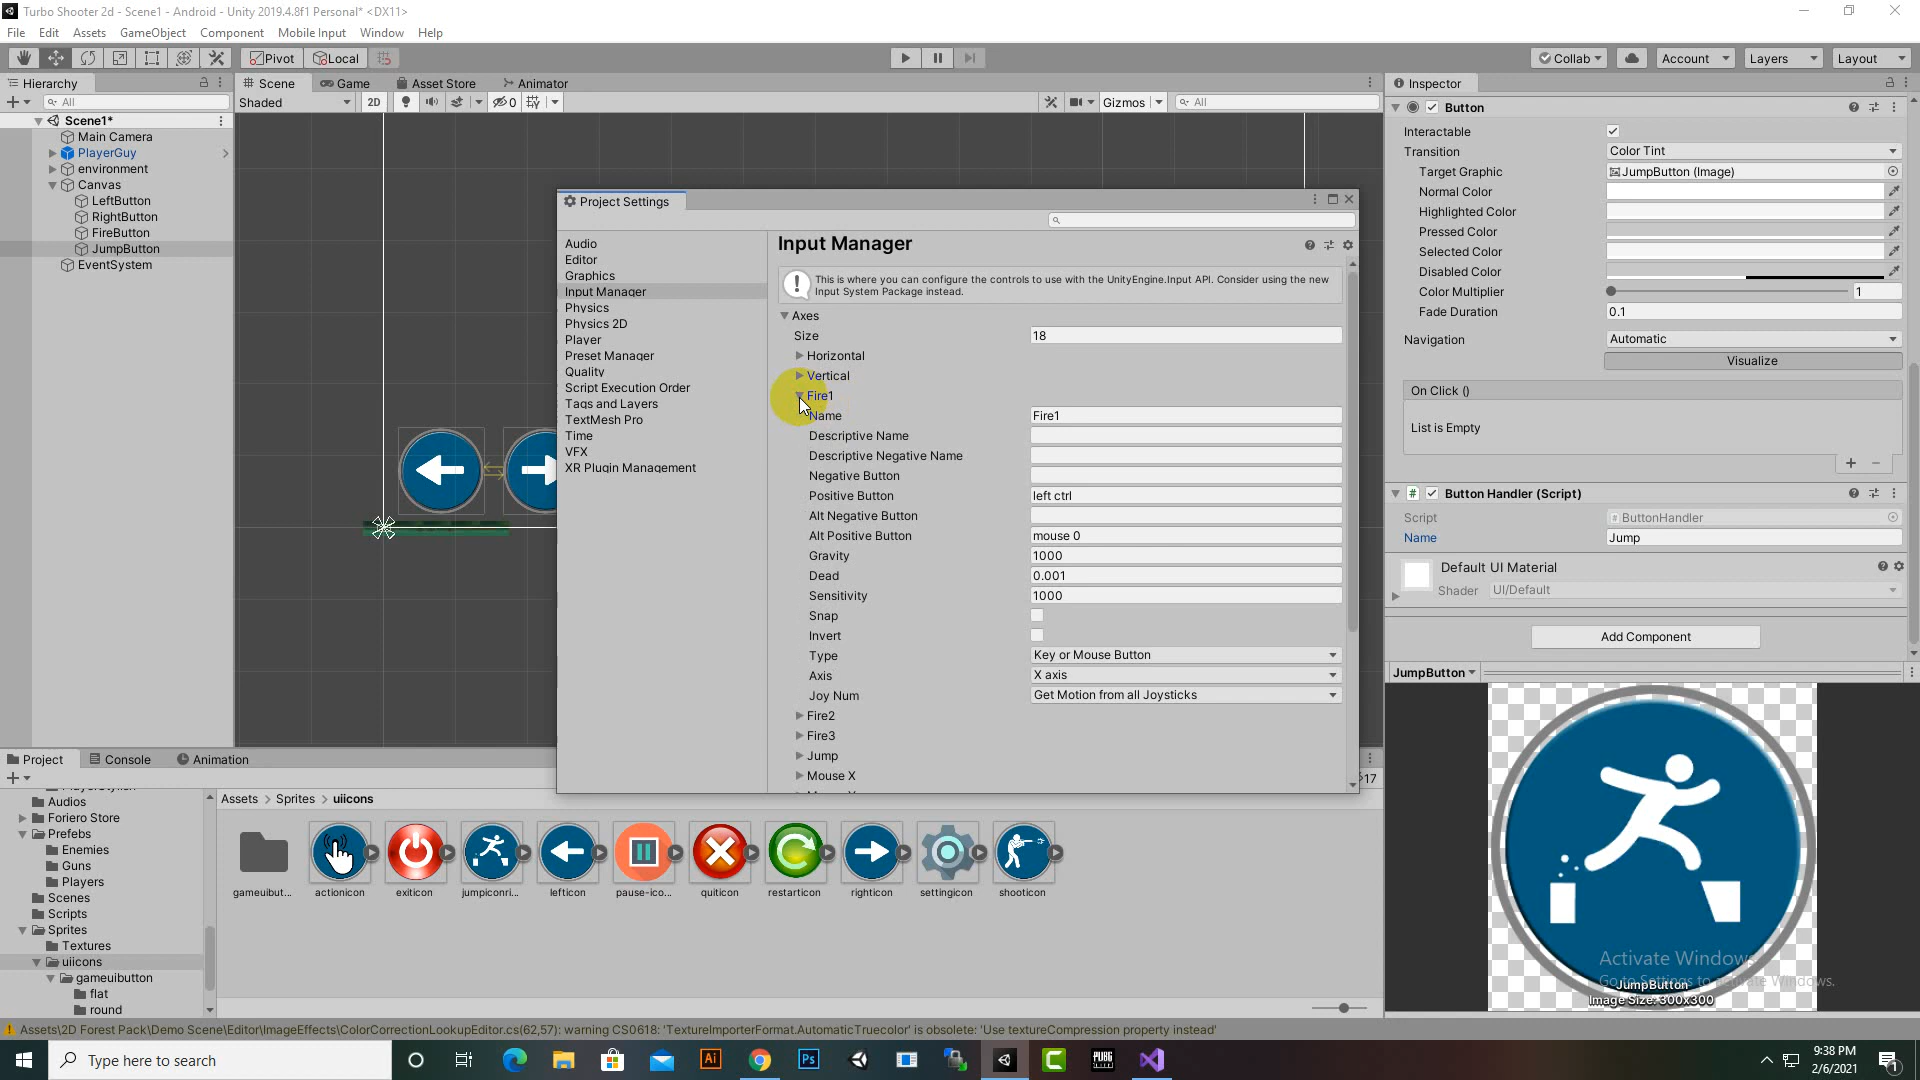 Turbo Shooter 2d - Scene1 - Android - Unity 2019.4.8f1 Personal* <DX11>
File Edit Assets GameObject Component Mobile Input Window Help
Pivot Local Collab Account Layers Layout
Hierarchy
All
Scene1*
Main Camera
PlayerGuy
environment
Canvas
LeftButton
RightButton
FireButton
JumpButton
EventSystem
Scene Game Asset Store Animator
Shaded 2D 0 Gizmos All
Project Settings
Audio
Editor
Graphics
Input Manager
Physics
Physics 2D
Player
Preset Manager
Quality
Script Execution Order
Tags and Layers
TextMesh Pro
Time
VFX
XR Plugin Management
Input Manager
This is where you can configure the controls to use with the UnityEngine.Input API. Consider using the new
Input System Package instead.
Axes
Size 18
Horizontal
Vertical
Fire1
Name Fire1
Descriptive Name
Descriptive Negative Name
Negative Button
Positive Button left ctrl
Alt Negative Button
Alt Positive Button mouse 0
Gravity 1000
Dead 0.001
Sensitivity 1000
Snap
Invert
Type Key or Mouse Button
Axis X axis
Joy Num Get Motion from all Joysticks
Fire2
Fire3
Jump
Mouse X
Inspector
Button
Interactable
Transition Color Tint
Target Graphic JumpButton (Image)
Normal Color
Highlighted Color
Pressed Color
Selected Color
Disabled Color
Color Multiplier 1
Fade Duration 0.1
Navigation Automatic
Visualize
On Click ()
List is Empty
Button Handler (Script)
Script ButtonHandler
Name Jump
Default UI Material
Shader UI/Default
Add Component
JumpButton
JumpButton
Image Size: 300x300
Activate Windows
Go to Settings to activate Windows.
Project Console Animation
17
Audios
Foriero Store
Prefebs
Enemies
Guns
Players
Scenes
Scripts
Sprites
Textures
uiicons
gameuibutton
flat
round
Assets > Sprites > uiicons
gameuibut... actionicon exiticon jumpiconri... lefticon pause-ico... quiticon restarticon righticon settingicon shooticon
Assets\2D Forest Pack\Demo Scene\Editor\ImageEffects\ColorCorrectionLookupEditor.cs(62,57): warning CS0618: 'TextureImporterFormat.AutomaticTruecolor' is obsolete: 'Use textureCompression property instead'
Type here to search
Ai Ps PUBG
9:38 PM
2/6/2021
1